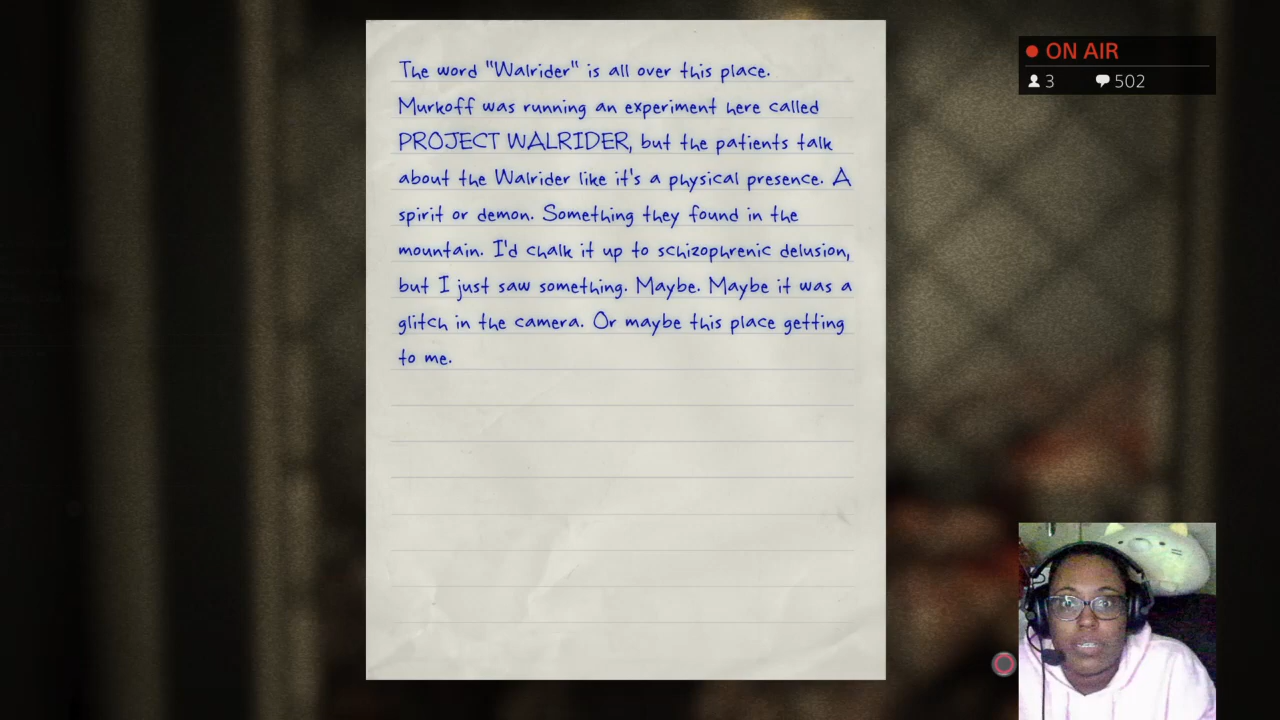 The word "Walrider" is all over this place.
Murkoff was running an experiment here called
PROJECT WALRIDER, but the patients talk
about the Walrider like it's a physical presence. A
spirit or demon. Something they found in the
mountain. I'd chalk it up to schizophrenic delusion,
but I just saw something. Maybe. Maybe it was a
glitch in the camera. Or maybe this place getting
to me.
ON AIR
3 502